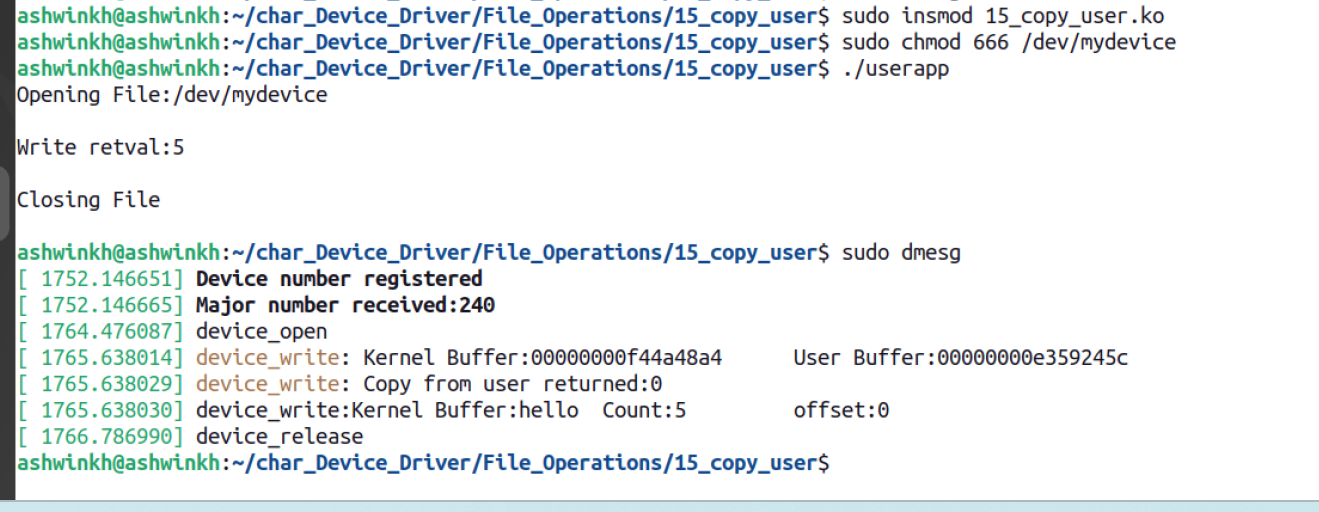 ashwinkh@ashwinkh:~/char_Device_Driver/File_Operations/15_copy_user$ sudo insmod 15_copy_user.ko
ashwinkh@ashwinkh:~/char_Device_Driver/File_Operations/15_copy_user$ sudo chmod 666 /dev/mydevice
ashwinkh@ashwinkh:~/char_Device_Driver/File_Operations/15_copy_user$ ./userapp
Opening File:/dev/mydevice
Write retval:5
Closing File
ashwinkh@ashwinkh:~/char_Device_Driver/File_Operations/15_copy_user$ sudo dmesg
[ 1752.146651] Device number registered
[ 1752.146665] Major number received:240
[ 1764.476087] device_open
[ 1765.638014] device_write: Kernel Buffer:00000000f44a48a4 User Buffer:00000000e359245c
[ 1765.638029] device_write: Copy from user returned:0
[ 1765.638030] device_write:Kernel Buffer:hello Count:5 offset:0
[ 1766.786990] device_release
ashwinkh@ashwinkh:~/char_Device_Driver/File_Operations/15_copy_user$